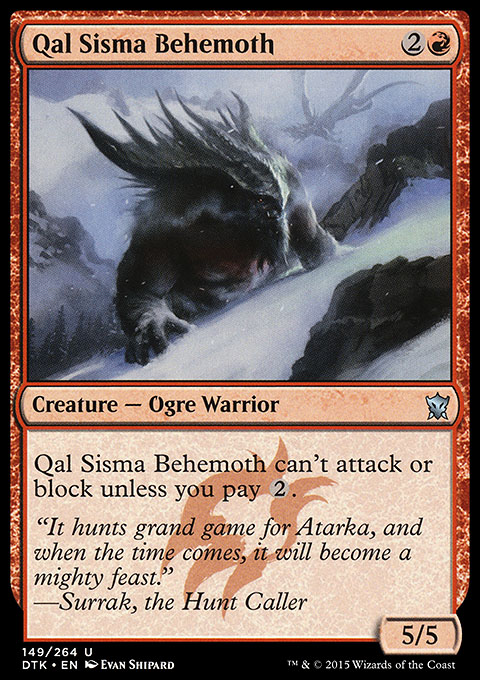 Qal Sisma Behemoth 2
Creature — Ogre Warrior
Qal Sisma Behemoth can't attack or
block unless you pay 2.
"It hunts grand game for Atarka, and
when the time comes, it will become a
mighty feast."
—Surrak, the Hunt Caller
5/5
149/264 U
DTK • EN Evan Shipard
™ & © 2015 Wizards of the Coast